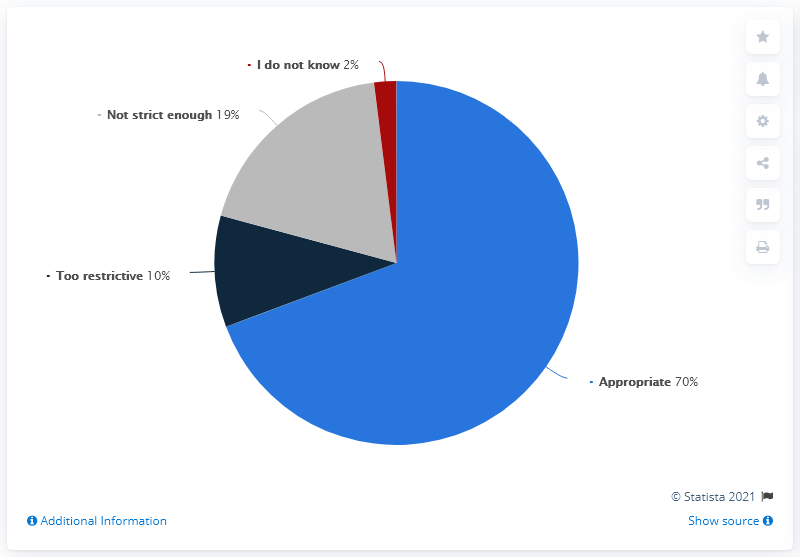 I do not know 2%
Not strict enough 19%
Too restrictive 10%
Appropriate 70%
© Statista 2021
Additional Information
Show source